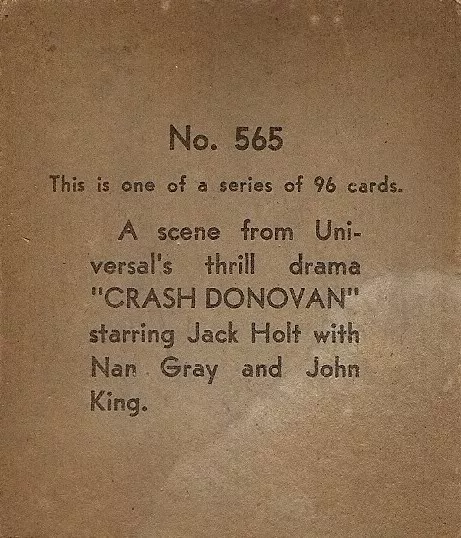 No. 565
This is one of a series of 96 cards.
A scene from Uni-
versal's thrill drama
"CRASH DONOVAN"
starring Jack Holt with
Nan Gray and John
King.